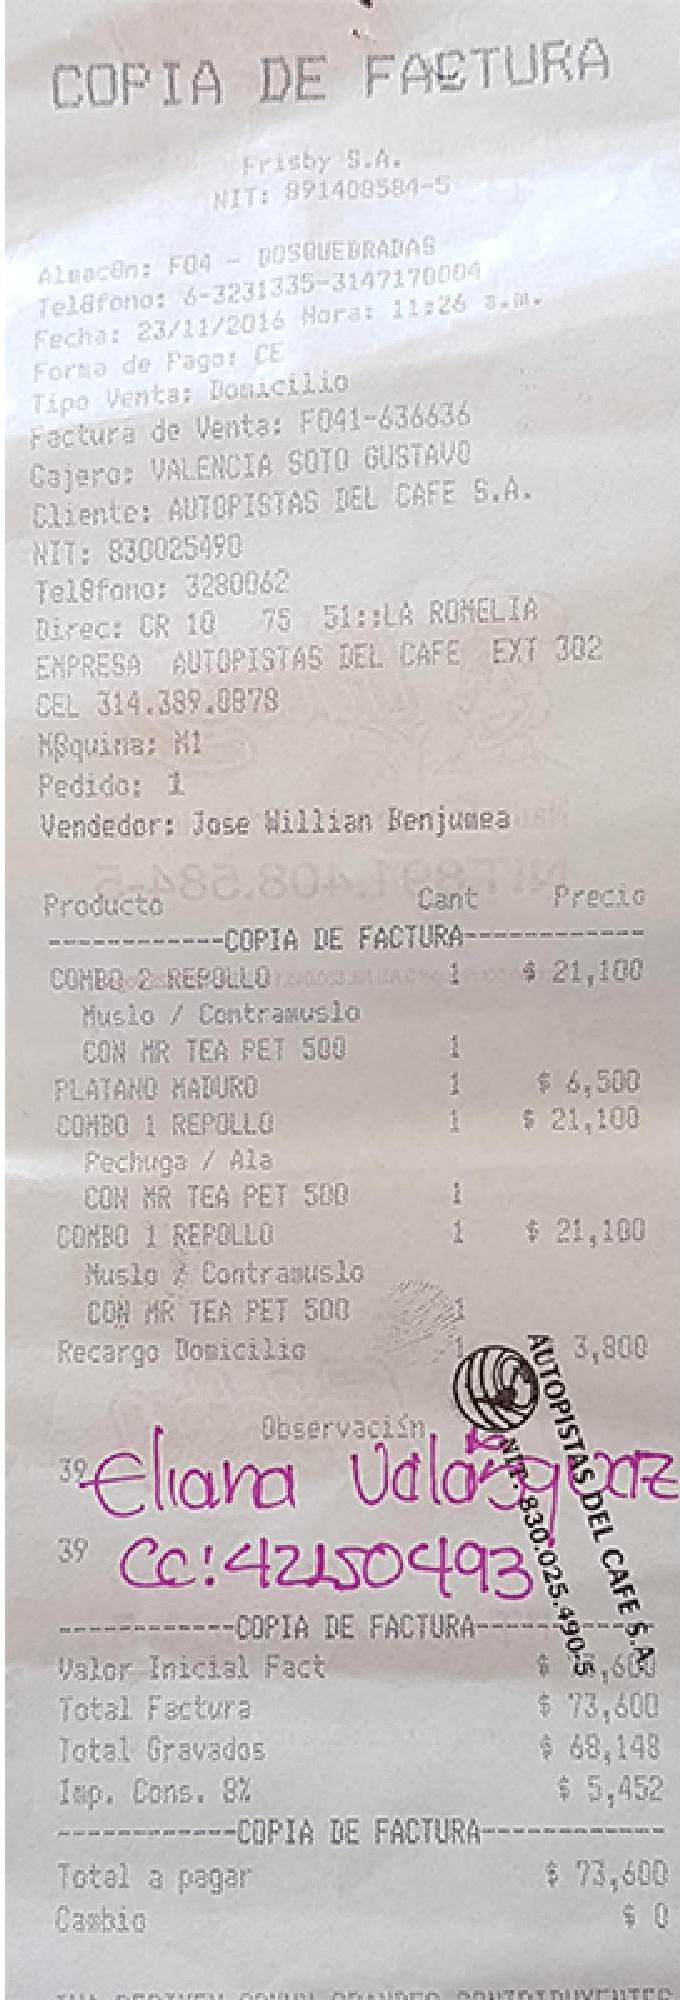 COPIA DE FACTURA
Frisby S.A.
NIT: 891408584-5
Almac8n: F04 - DOSQUEBRADAS
Tel8fono: 6-3231335-3147170004
Fecha: 23/11/2016 Hora: 11:26 a.m.
Forma de Pago: CE
Tipo Venta: Domicilio
Factura de Venta: F041-636636
Cajero: VALENCIA SOTO GUSTAVO
Cliente: AUTOPISTAS DEL CAFE S.A.
NIT: 830025490
Tel8fono: 3280062
Direc: CR 10 75 51::LA ROMELIA
EMPRESA AUTOPISTAS DEL CAFE EXT 302
CEL 314.389.0878
MBquina: M1
Pedido: 1
Vendedor: Jose Willian Benjumea
NIT.891.408.584-5
Producto Cant Precio
------------COPIA DE FACTURA------------
COMBO 2 REPOLLO 1 $ 21,100
Muslo / Contramuslo
CON MR TEA PET 500 1
PLATANO MADURO 1 $ 6,500
COMBO 1 REPOLLO 1 $ 21,100
Pechuga / Ala
CON MR TEA PET 500 1
COMBO 1 REPOLLO 1 $ 21,100
Muslo / Contramuslo
CON MR TEA PET 500 1
Recargo Domicilio 1 3,800
Observación
39 Eliana
39 CC: 42150493
AUTOPISTAS DEL CAFE S.A.
NIT. 830.025.490-5
------------COPIA DE FACTURA------------
Valor Inicial Fact $ 73,600
Total Factura $ 73,600
Total Gravados $ 68,148
Imp. Cons. 8% $ 5,452
------------COPIA DE FACTURA------------
Total a pagar $ 73,600
Cambio $ 0